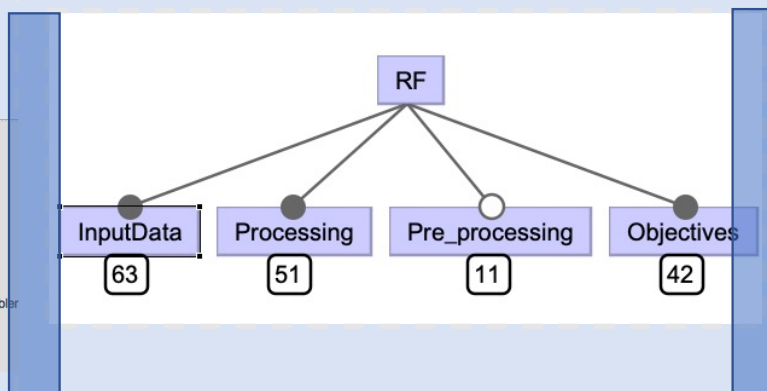 RF
InputData Processing Pre_processing Objectives
63 51 11 42